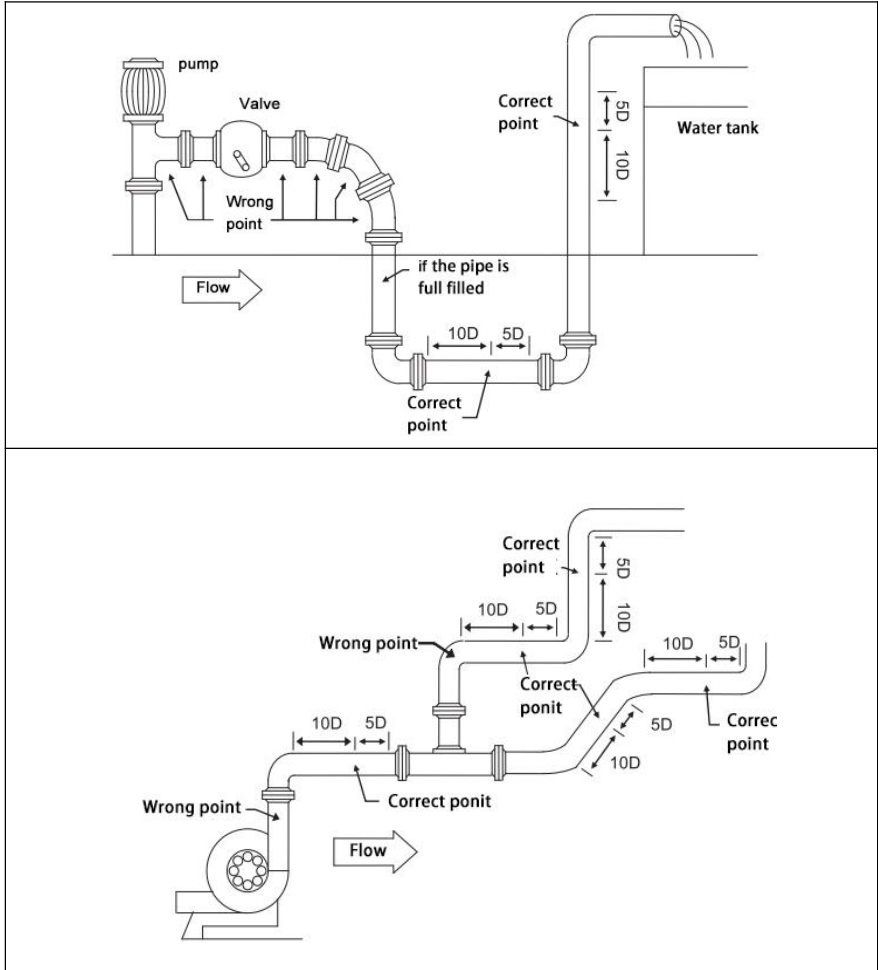 pump
Valve
Correct
point
5D
10D
Water tank
Wrong
point
if the pipe is
full filled
Flow
10D
5D
Correct
point
Correct
point
5D
10D
10D
5D
Wrong point
10D
5D
Correct
ponit
5D
10D
Correc
point
10D
5D
Wrong point
Correct ponit
Flow